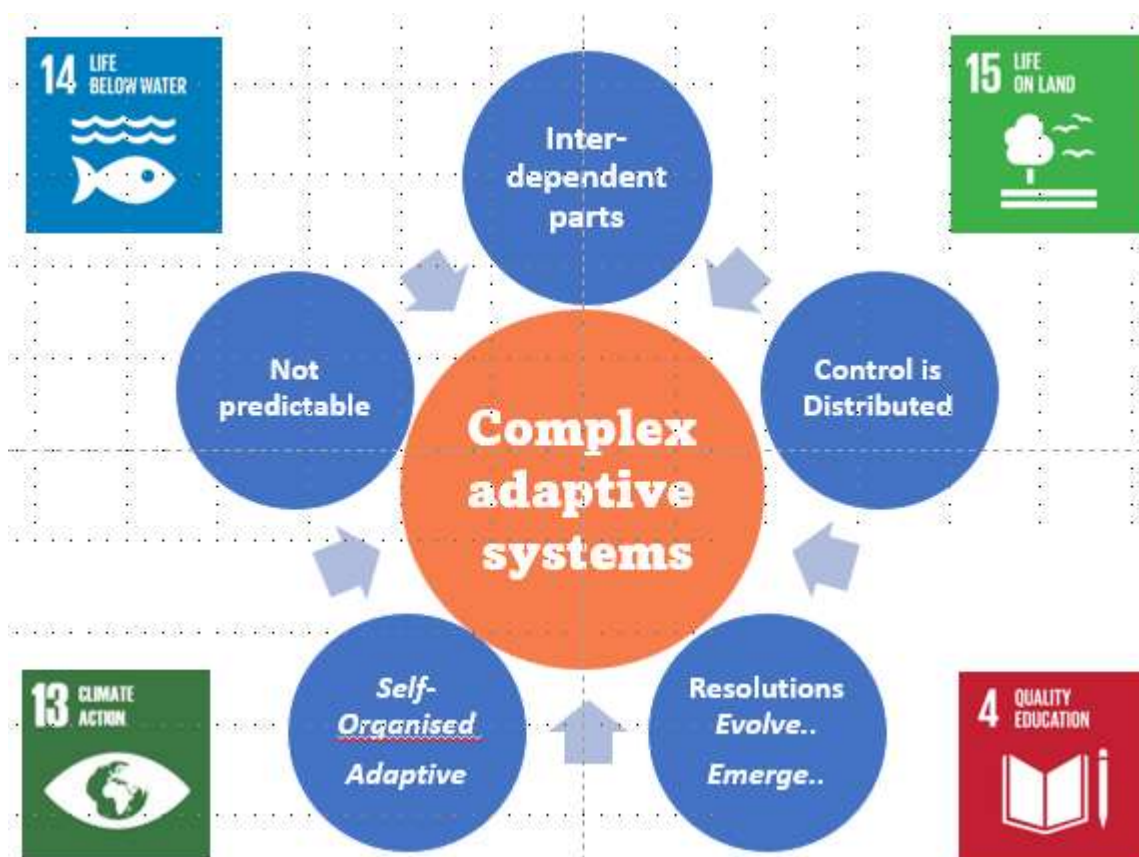 14 LIFE
BELOW WATER
15 LIFE
ON LAND
Inter-
dependent
parts
Not
predictable
Control is
Distributed
Complex
adaptive
systems
Self-
Organised
Adaptive
Resolutions
Evolve..
Emerge..
13 CLIMATE
ACTION
4 QUALITY
EDUCATION